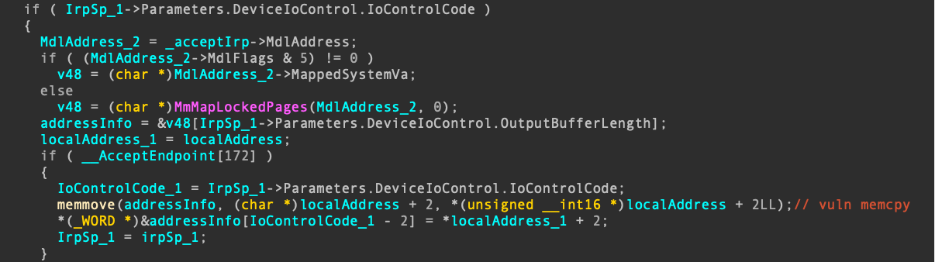 if ( IrpSp_1->Parameters.DeviceIoControl.IoControlCode )
{
MdlAddress_2 = _acceptIrp->MdlAddress;
if ( (MdlAddress_2->MdlFlags & 5) != 0 )
v48 = (char *)MdlAddress_2->MappedSystemVa;
else
v48 = (char *)MmMapLockedPages(MdlAddress_2, 0);
addressInfo = &v48[IrpSp_1->Parameters.DeviceIoControl.OutputBufferLength];
localAddress_1 = localAddress;
if ( __AcceptEndpoint[172] )
{
IoControlCode_1 = IrpSp_1->Parameters.DeviceIoControl.IoControlCode;
memmove(addressInfo, (char *)localAddress + 2, *(unsigned __int16 *)localAddress + 2LL);// vuln memcpy
*(_WORD *)&addressInfo[IoControlCode_1 - 2] = *localAddress_1 + 2;
IrpSp_1 = irpSp_1;
}